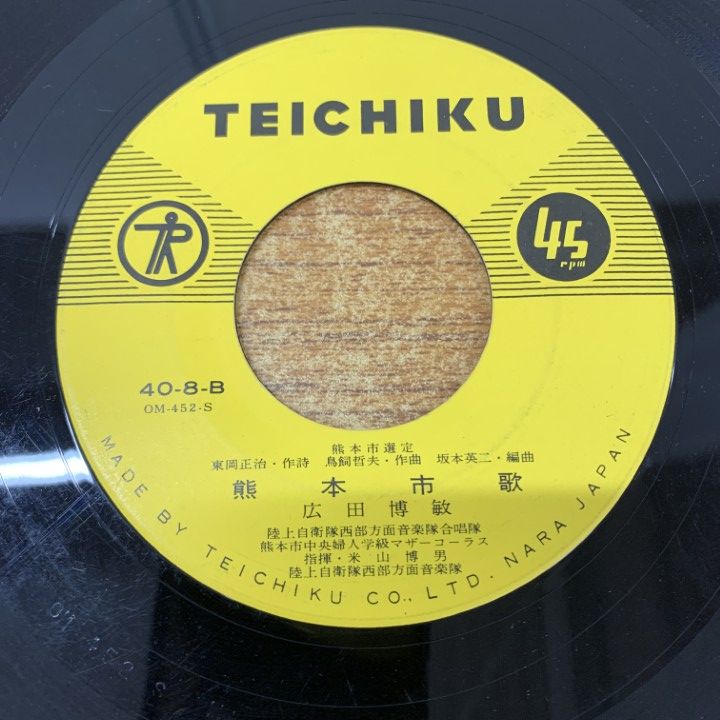 TEICHIKU
45
rpm
40-8-B
OM-452-S
熊本市選定
東岡正治・作詩 鳥飼哲夫・作曲 坂本英二・編曲
熊本市歌
広田博敏
陸上自衛隊西部方面音楽隊合唱隊
熊本市中央婦人学級マザーコーラス
指揮・米山博男
陸上自衛隊西部方面音楽隊
MADE BY TEICHIKU CO., LTD. NARA JAPAN